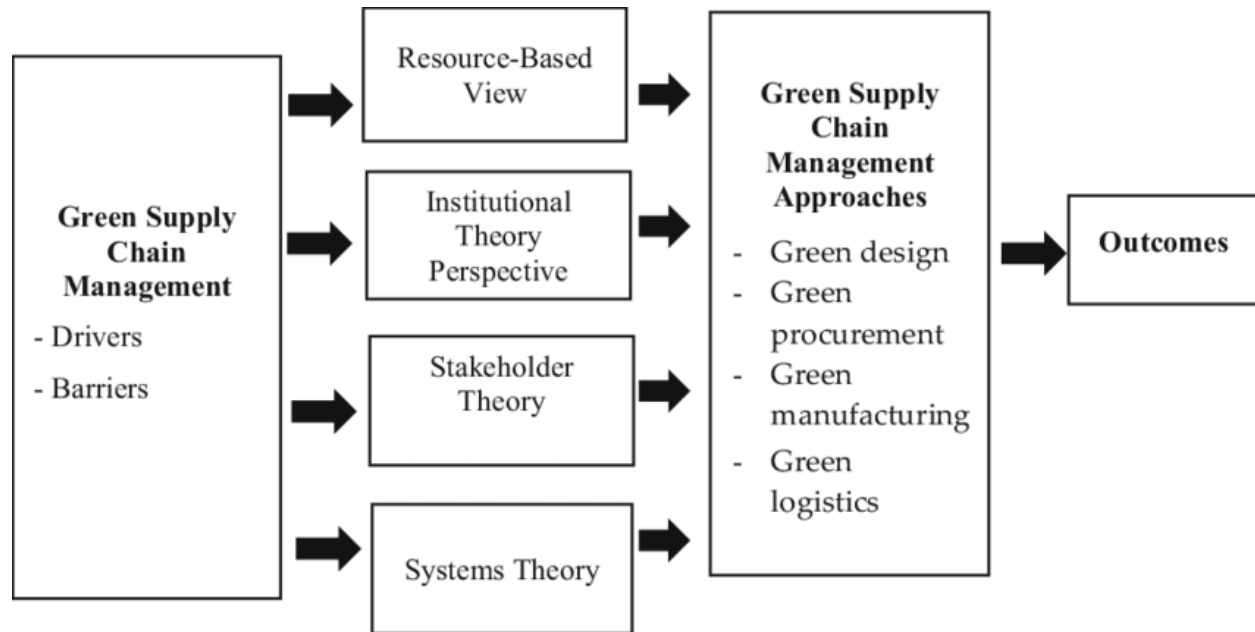 Green Supply
Chain
Management
- Drivers
- Barriers
Resource-Based
View
Institutional
Theory
Perspective
Stakeholder
Theory
Systems Theory
Green Supply
Chain
Management
Approaches
- Green design
- Green
procurement
- Green
manufacturing
- Green
logistics
Outcomes